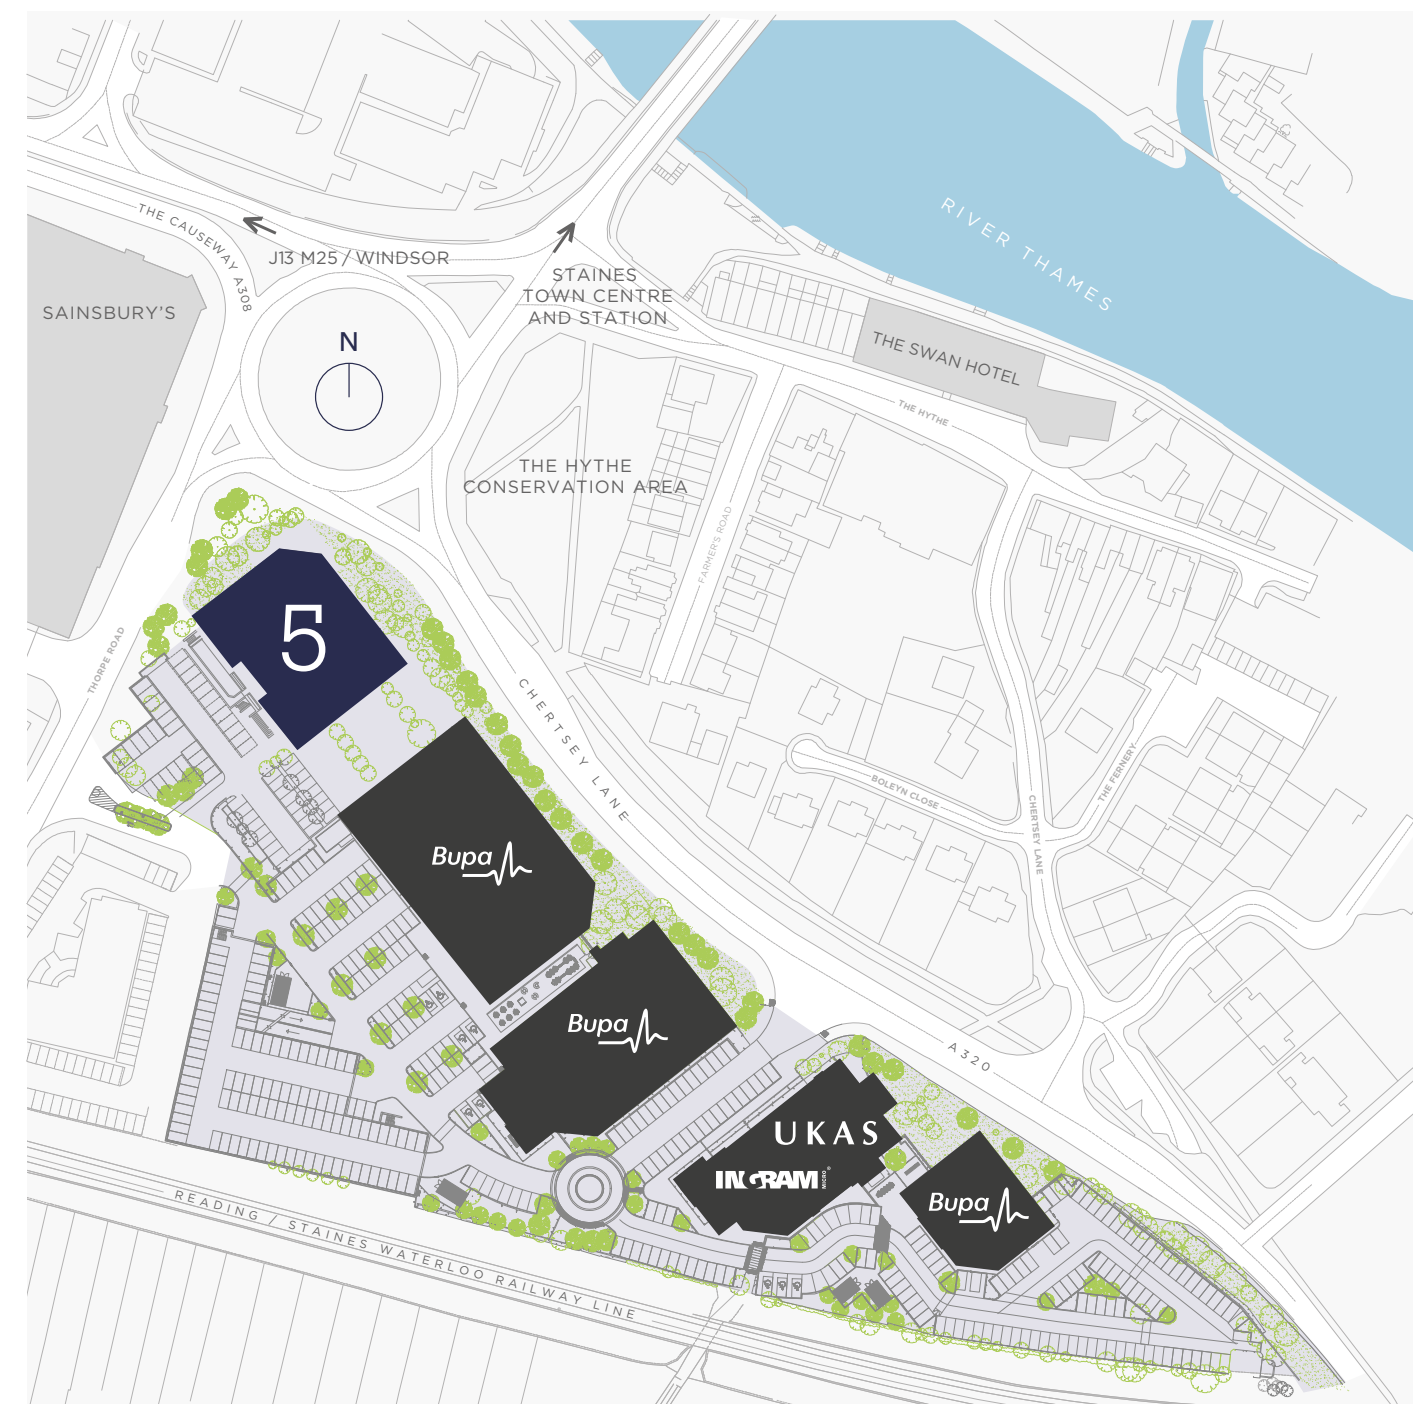 RIVER THAMES
THE CAUSEWAY A308
J13 M25 / WINDSOR
STAINES
TOWN CENTRE
AND STATION
SAINSBURY'S
N
THE SWAN HOTEL
THE HYTHE
THE HYTHE
CONSERVATION AREA
FARMER'S ROAD
5
THORPE ROAD
CHERTSEY LANE
BOLEYN CLOSE
THE FERNERY
CHERTSEY LANE
Bupa
Bupa
A320
UKAS
INGRAM
MICRO
®
Bupa
READING / STAINES WATERLOO RAILWAY LINE